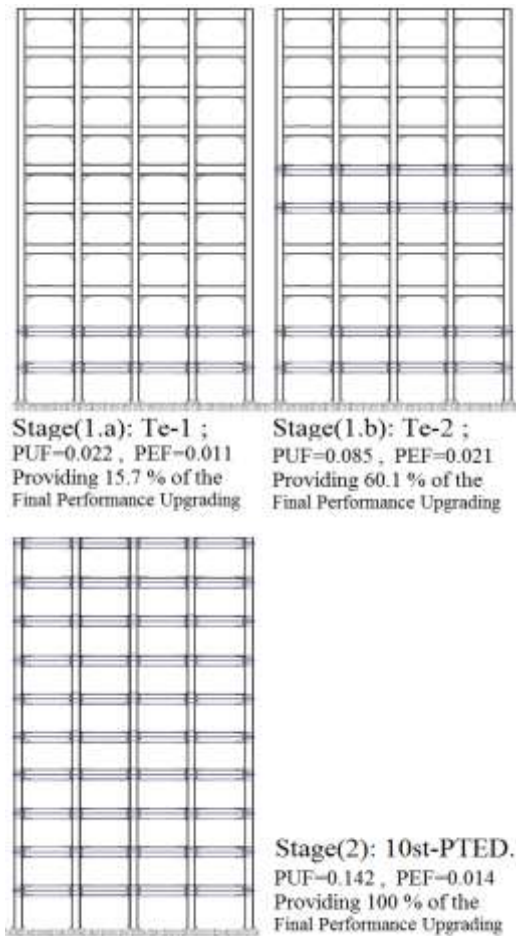 Stage(1.a): Te-1 ;
PUF=0.022 , PEF=0.011
Providing 15.7 % of the
Final Performance Upgrading
Stage(1.b): Te-2 ;
PUF=0.085 , PEF=0.021
Providing 60.1 % of the
Final Performance Upgrading
Stage(2): 10st-PTED.
PUF=0.142 , PEF=0.014
Providing 100 % of the
Final Performance Upgrading